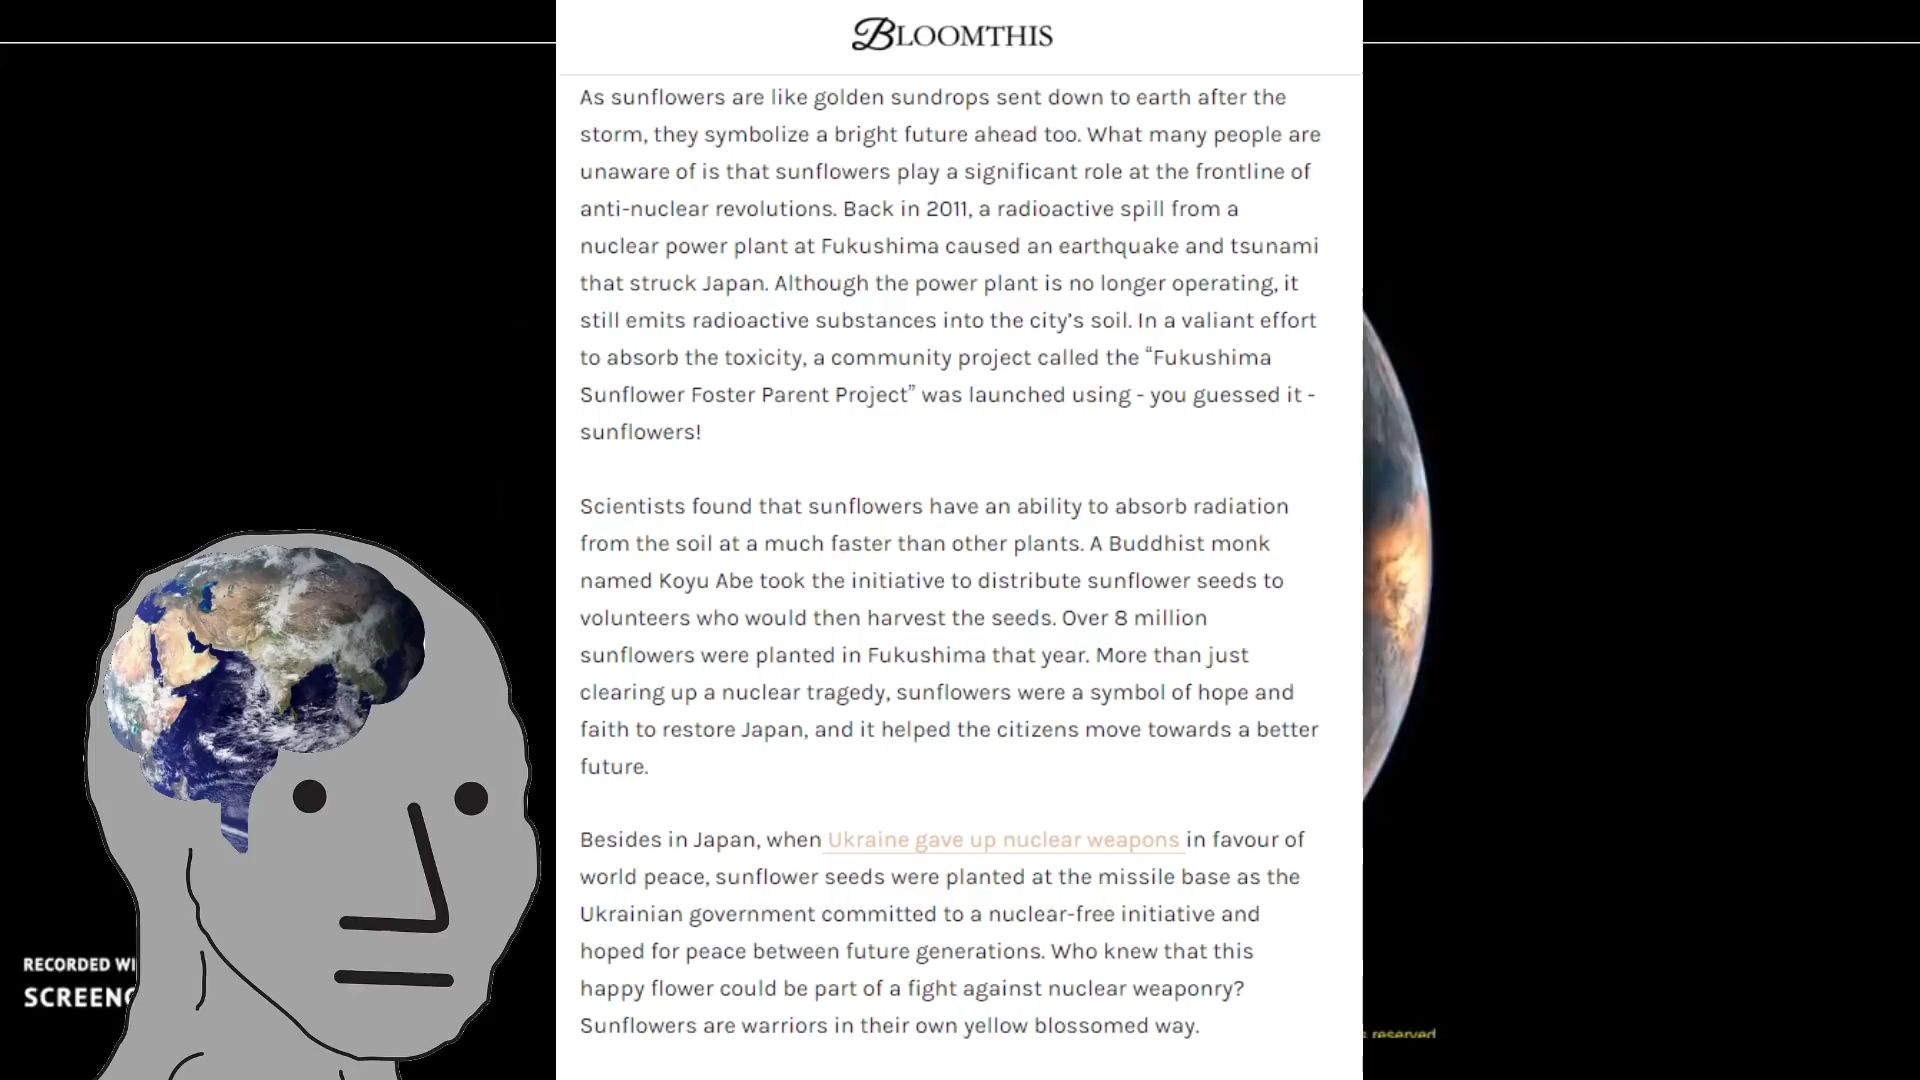 BLOOMTHIS
As sunflowers are like golden sundrops sent down to earth after the
storm, they symbolize a bright future ahead too. What many people are
unaware of is that sunflowers play a significant role at the frontline of
anti-nuclear revolutions. Back in 2011, a radioactive spill from a
nuclear power plant at Fukushima caused an earthquake and tsunami
that struck Japan. Although the power plant is no longer operating, it
still emits radioactive substances into the city's soil. In a valiant effort
to absorb the toxicity, a community project called the “Fukushima
Sunflower Foster Parent Project” was launched using - you guessed it -
sunflowers!
Scientists found that sunflowers have an ability to absorb radiation
from the soil at a much faster than other plants. A Buddhist monk
named Koyu Abe took the initiative to distribute sunflower seeds to
volunteers who would then harvest the seeds. Over 8 million
sunflowers were planted in Fukushima that year. More than just
clearing up a nuclear tragedy, sunflowers were a symbol of hope and
faith to restore Japan, and it helped the citizens move towards a better
future.
Besides in Japan, when Ukraine gave up nuclear weapons in favour of
world peace, sunflower seeds were planted at the missile base as the
Ukrainian government committed to a nuclear-free initiative and
hoped for peace between future generations. Who knew that this
happy flower could be part of a fight against nuclear weaponry?
Sunflowers are warriors in their own yellow blossomed way.
RECORDED WI
SCREENC
reserved